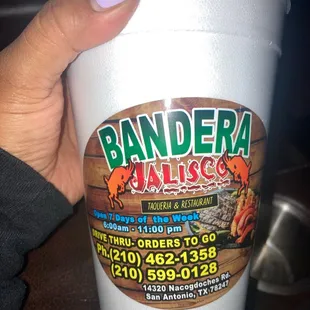 BANDERA
JALISCO
TAQUERIA & RESTAURANT
Open 7 Days of the Week
6:00am - 11:00 pm
DRIVE THRU- ORDERS TO GO
Ph.(210) 462-1358
(210) 599-0128
14320 Nacogdoches Rd.
San Antonio, TX 78247